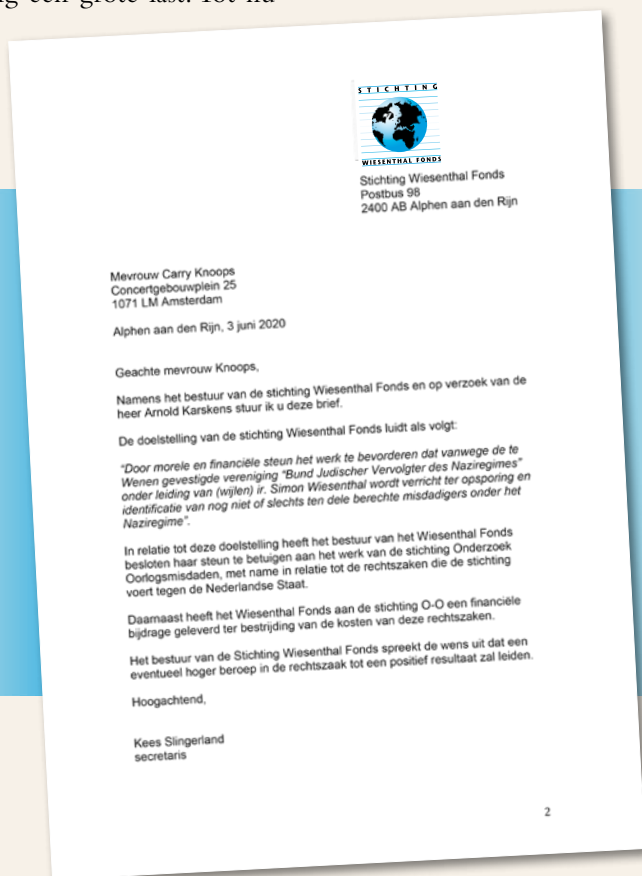 een grote last. Tot nu
STICHTING
WIESENTHAL FONDS
Stichting Wiesenthal Fonds
Postbus 98
2400 AB Alphen aan den Rijn
Mevrouw Carry Knoops
Concertgebouwplein 25
1071 LM Amsterdam
Alphen aan den Rijn, 3 juni 2020
Geachte mevrouw Knoops,
Namens het bestuur van de stichting Wiesenthal Fonds en op verzoek van de
heer Arnold Karskens stuur ik u deze brief.
De doelstelling van de stichting Wiesenthal Fonds luidt als volgt:
“Door morele en financiële steun het werk te bevorderen dat vanwege de te
Wenen gevestigde vereniging “Bund Judischer Vervolgter des Naziregimes”
onder leiding van (wijlen) ir. Simon Wiesenthal wordt verricht ter opsporing en
identificatie van nog niet of slechts ten dele berechte misdadigers onder het
Naziregime”.
In relatie tot deze doelstelling heeft het bestuur van het Wiesenthal Fonds
besloten haar steun te betuigen aan het werk van de stichting Onderzoek
Oorlogsmisdaden, met name in relatie tot de rechtszaken die de stichting
voert tegen de Nederlandse Staat.
Daarnaast heeft het Wiesenthal Fonds aan de stichting O-O een financiële
bijdrage geleverd ter bestrijding van de kosten van deze rechtszaken.
Het bestuur van de Stichting Wiesenthal Fonds spreekt de wens uit dat een
eventueel hoger beroep in de rechtszaak tot een positief resultaat zal leiden.
Hoogachtend,
Kees Slingerland
secretaris
2